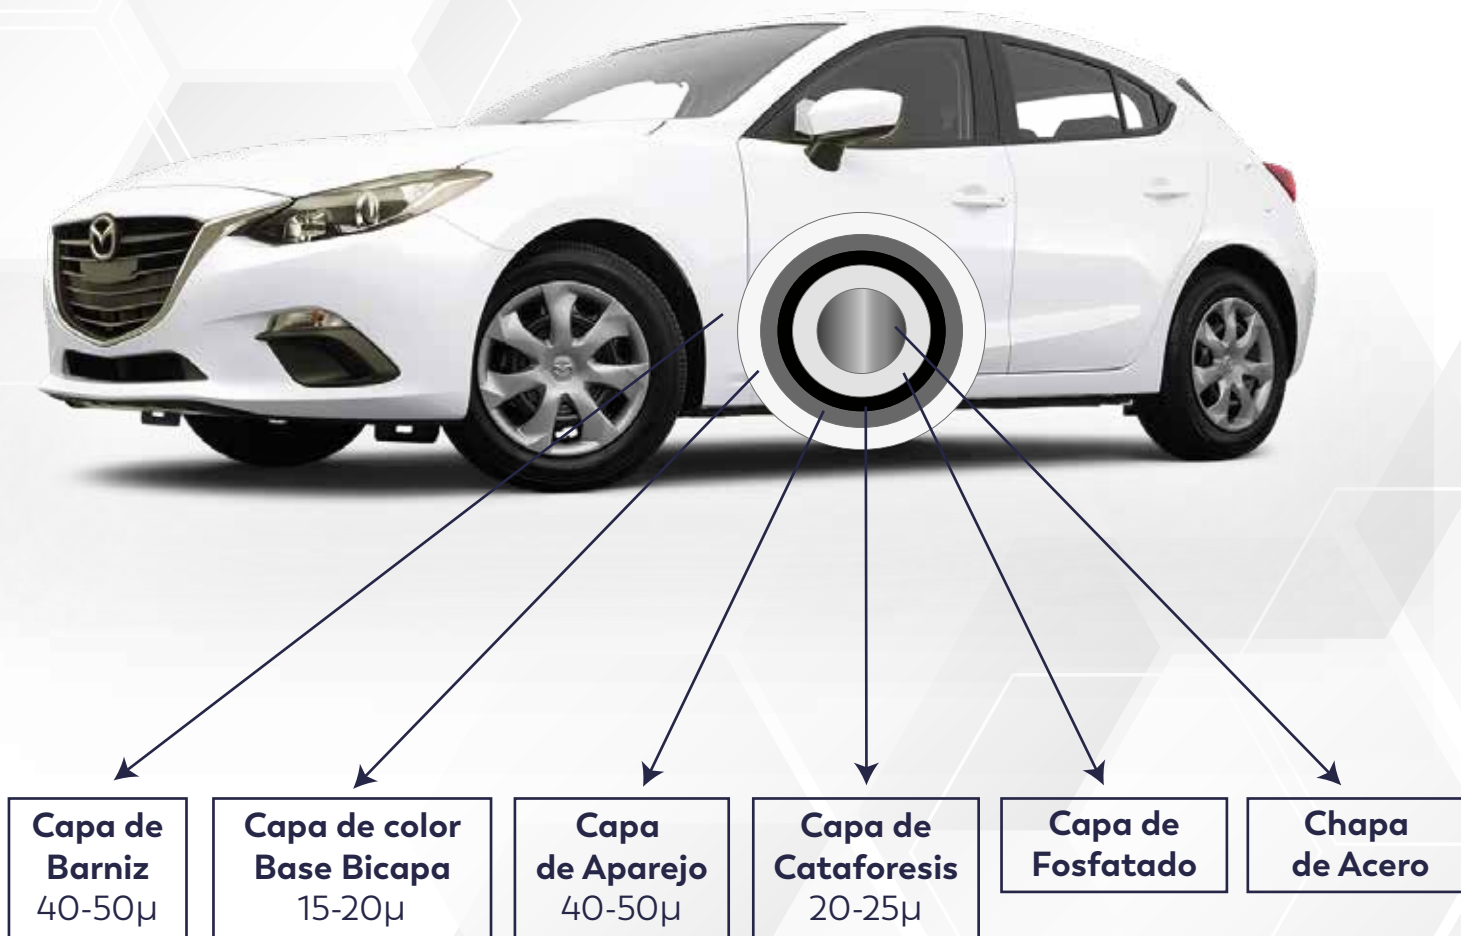 Capa de
Barniz
40-50µ
Capa de color
Base Bicapa
15-20µ
Capa
de Aparejo
40-50µ
Capa de
Cataforesis
20-25µ
Capa de
Fosfatado
Chapa
de Acero